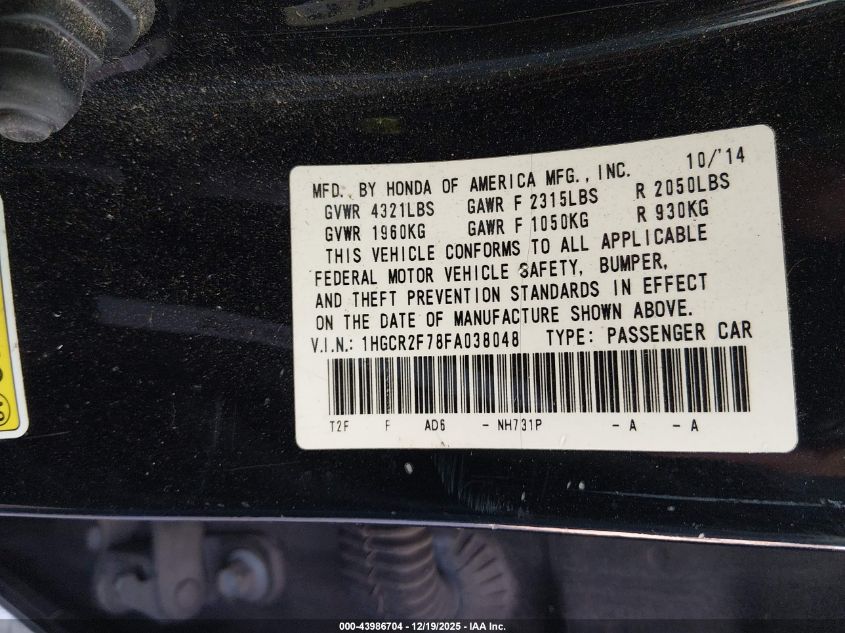 MFD. BY HONDA OF AMERICA MFG., INC. 10/'14
GVWR 4321LBS GAWR F 2315LBS R 2050LBS
GVWR 1960KG GAWR F 1050KG R 930KG
THIS VEHICLE CONFORMS TO ALL APPLICABLE
FEDERAL MOTOR VEHICLE SAFETY, BUMPER,
AND THEFT PREVENTION STANDARDS IN EFFECT
ON THE DATE OF MANUFACTURE SHOWN ABOVE.
V.I.N.: 1HGCR2F78FA038048 TYPE: PASSENGER CAR
T2F F AD6 - NH731P - A - A
000-43986704 - 12/19/2025 - IAA Inc.